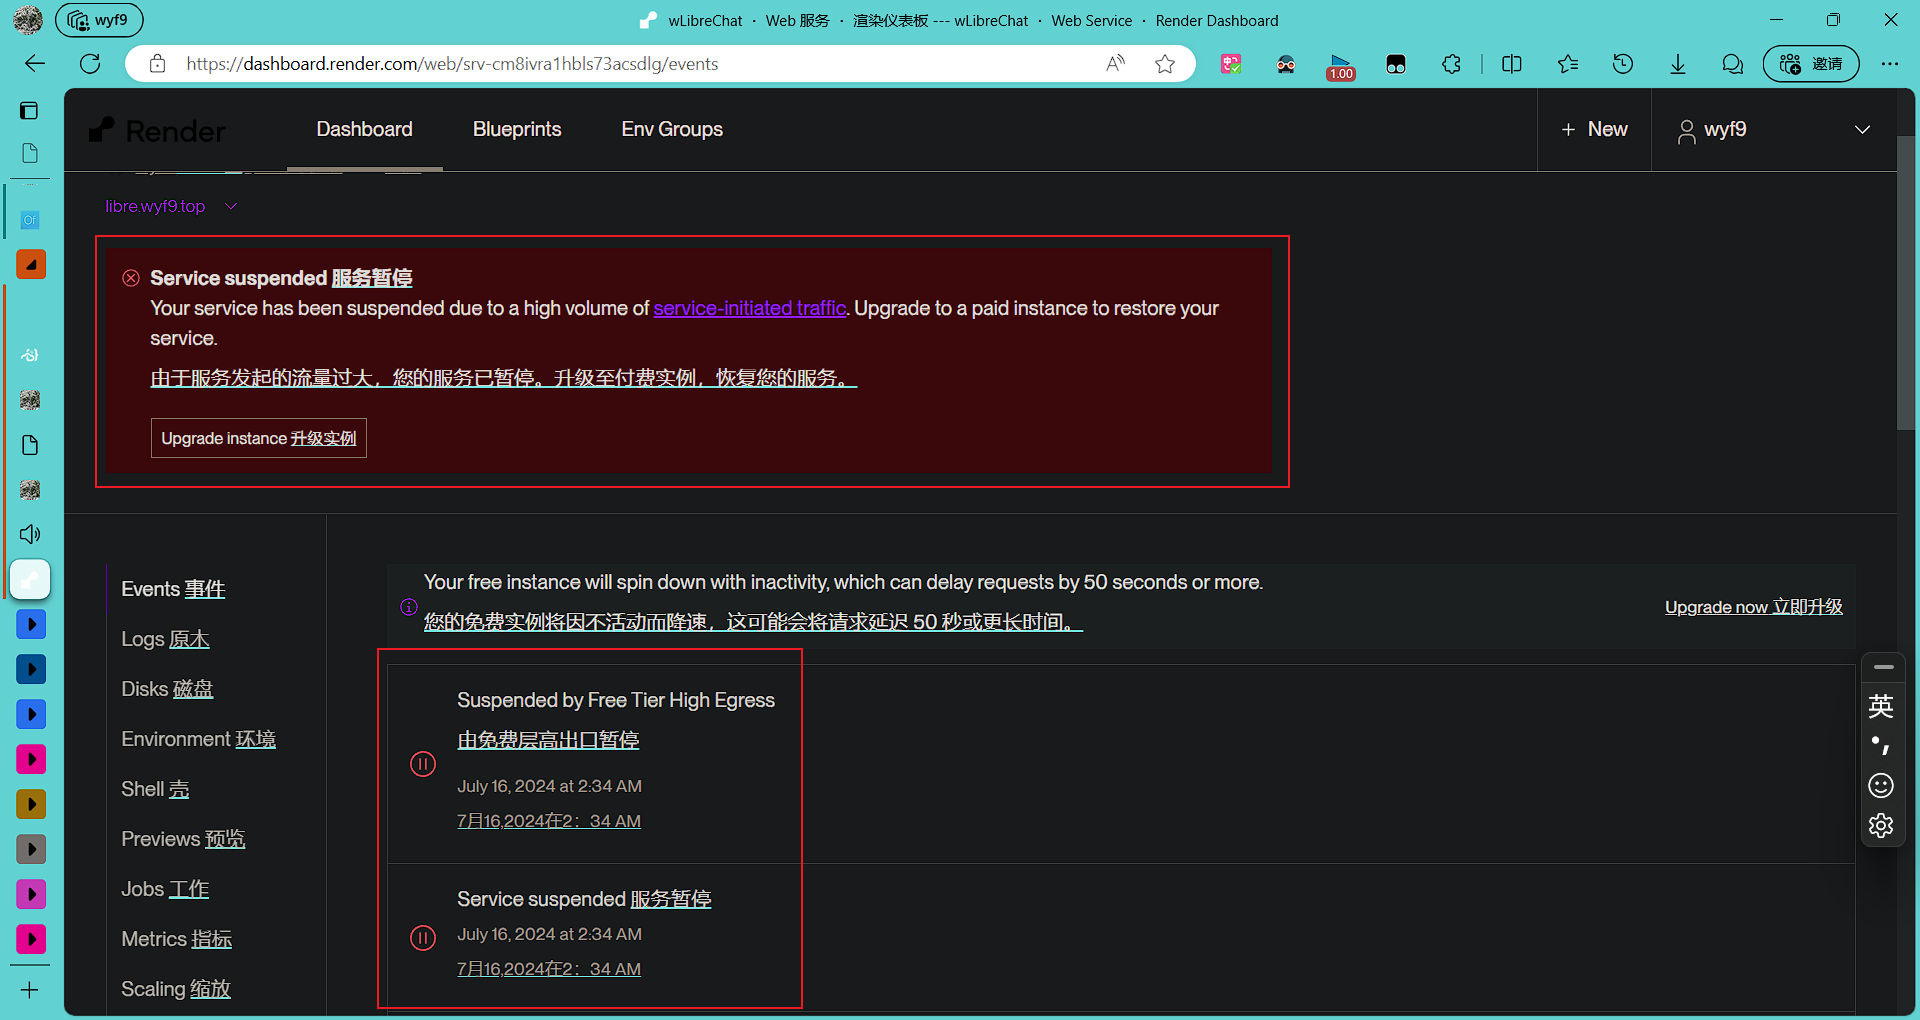 wyf9
wLibreChat · Web 服务 · 渲染仪表板 --- wLibreChat · Web Service · Render Dashboard
https://dashboard.render.com/web/srv-cm8ivra1hbls73acsdlg/events
1.00
邀请
Render
Dashboard
Blueprints
Env Groups
+ New
wyf9
libre.wyf9.top
Service suspended 服务暂停
Your service has been suspended due to a high volume of service-initiated traffic. Upgrade to a paid instance to restore your
service.
由于服务发起的流量过大，您的服务已暂停。升级至付费实例，恢复您的服务。
Upgrade instance 升级实例
Events 事件
Logs 原木
Disks 磁盘
Environment 环境
Shell 壳
Previews 预览
Jobs 工作
Metrics 指标
Scaling 缩放
Your free instance will spin down with inactivity, which can delay requests by 50 seconds or more.
您的免费实例将因不活动而降速，这可能会将请求延迟 50 秒或更长时间。
Upgrade now 立即升级
Suspended by Free Tier High Egress
由免费层高出口暂停
July 16, 2024 at 2:34 AM
7月16,2024在2：34 AM
Service suspended 服务暂停
July 16, 2024 at 2:34 AM
7月16,2024在2：34 AM
英